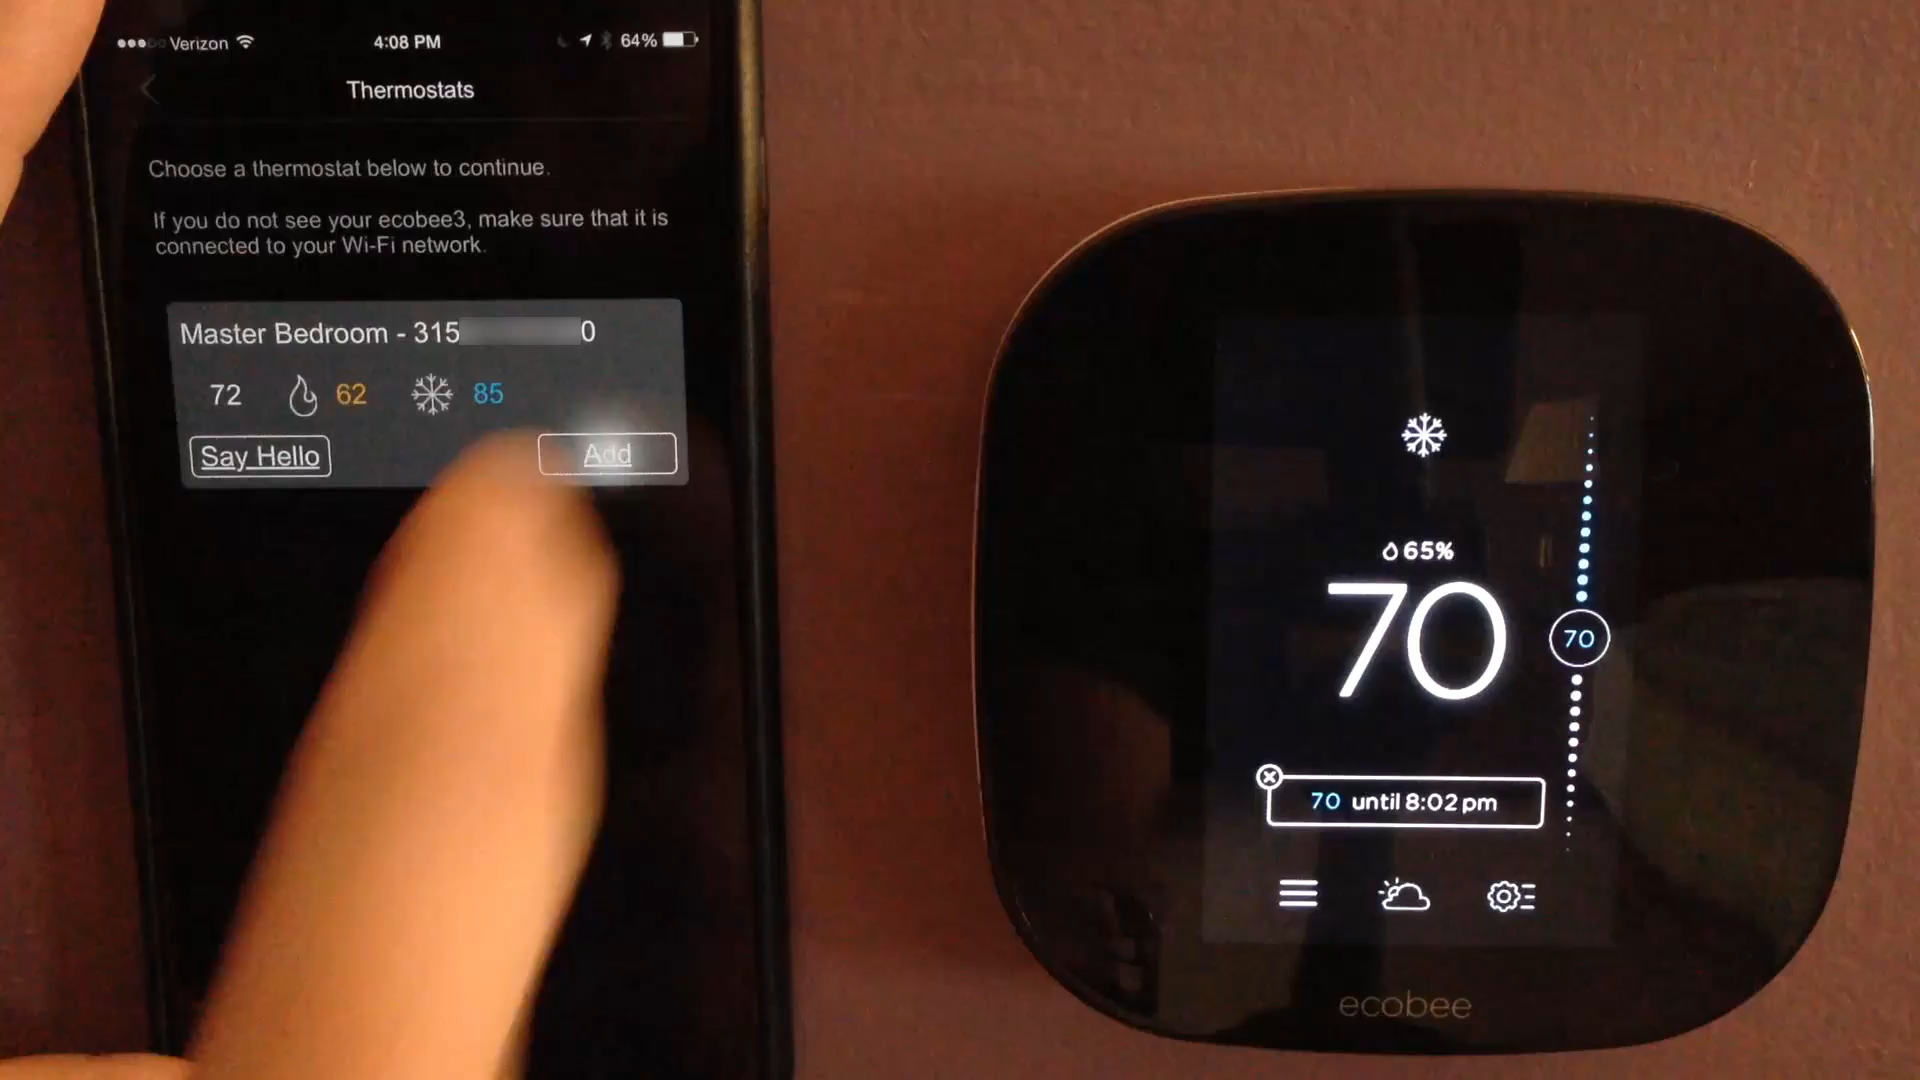 Verizon 4:08 PM 64%
Thermostats
Choose a thermostat below to continue.
If you do not see your ecobee3, make sure that it is
connected to your Wi-Fi network.
Master Bedroom - 315 0
72 62 85
Say Hello Add
65%
70
70
70 until 8:02 pm
ecobee